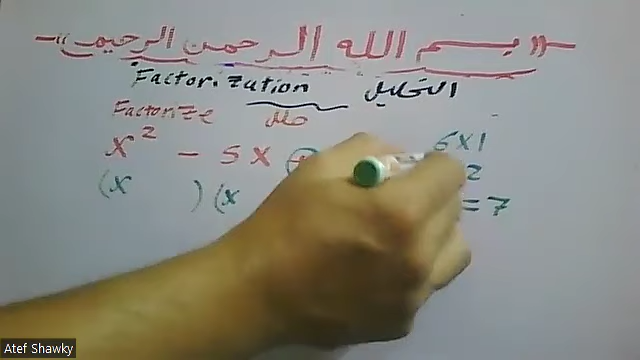 بسم الله الرحمن الرحيم
Factorization التحليل
Factorize حلل
x² - 5x +
6x1
(x ) (x 2
= 7
Atef Shawky